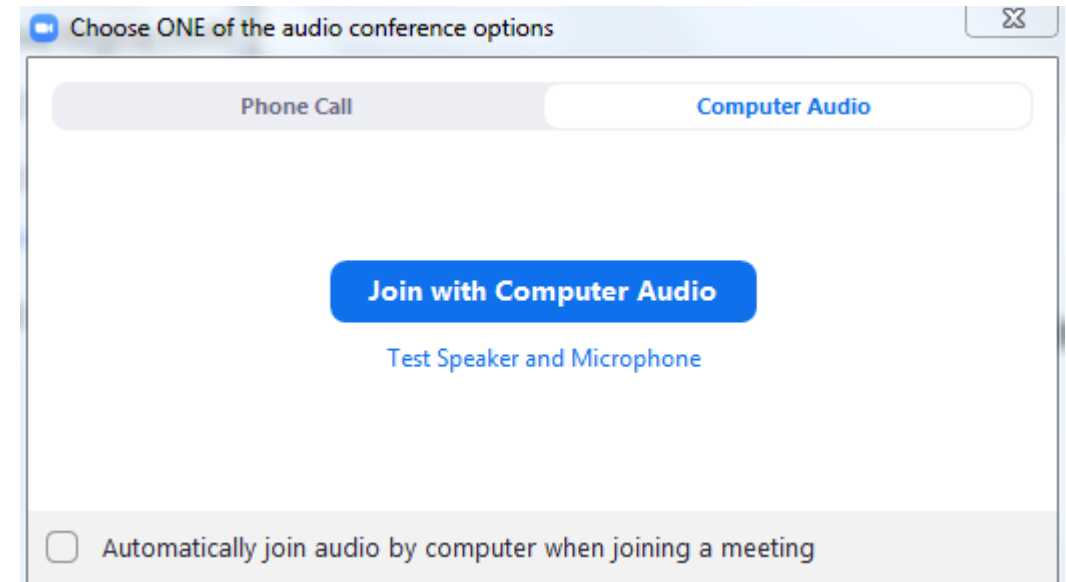 Choose ONE of the audio conference options
Phone Call
Computer Audio
Join with Computer Audio
Test Speaker and Microphone
Automatically join audio by computer when joining a meeting